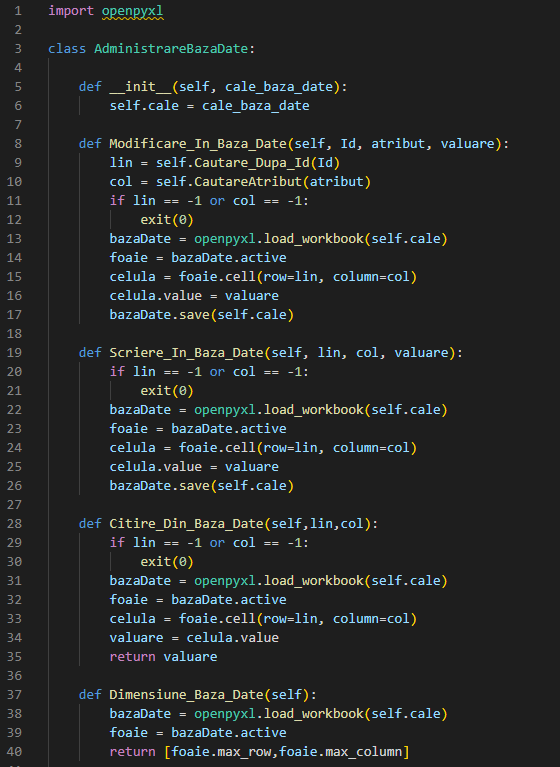 1 import openpyxl
2
3 class AdministrareBazaDate:
4
5     def __init__(self, cale_baza_date):
6         self.cale = cale_baza_date
7
8     def Modificare_In_Baza_Date(self, Id, atribut, valuare):
9         lin = self.Cautare_Dupa_Id(Id)
10         col = self.CautareAtribut(atribut)
11         if lin == -1 or col == -1:
12             exit(0)
13         bazaDate = openpyxl.load_workbook(self.cale)
14         foaie = bazaDate.active
15         celula = foaie.cell(row=lin, column=col)
16         celula.value = valuare
17         bazaDate.save(self.cale)
18
19     def Scriere_In_Baza_Date(self, lin, col, valuare):
20         if lin == -1 or col == -1:
21             exit(0)
22         bazaDate = openpyxl.load_workbook(self.cale)
23         foaie = bazaDate.active
24         celula = foaie.cell(row=lin, column=col)
25         celula.value = valuare
26         bazaDate.save(self.cale)
27
28     def Citire_Din_Baza_Date(self,lin,col):
29         if lin == -1 or col == -1:
30             exit(0)
31         bazaDate = openpyxl.load_workbook(self.cale)
32         foaie = bazaDate.active
33         celula = foaie.cell(row=lin, column=col)
34         valuare = celula.value
35         return valuare
36
37     def Dimensiune_Baza_Date(self):
38         bazaDate = openpyxl.load_workbook(self.cale)
39         foaie = bazaDate.active
40         return [foaie.max_row,foaie.max_column]